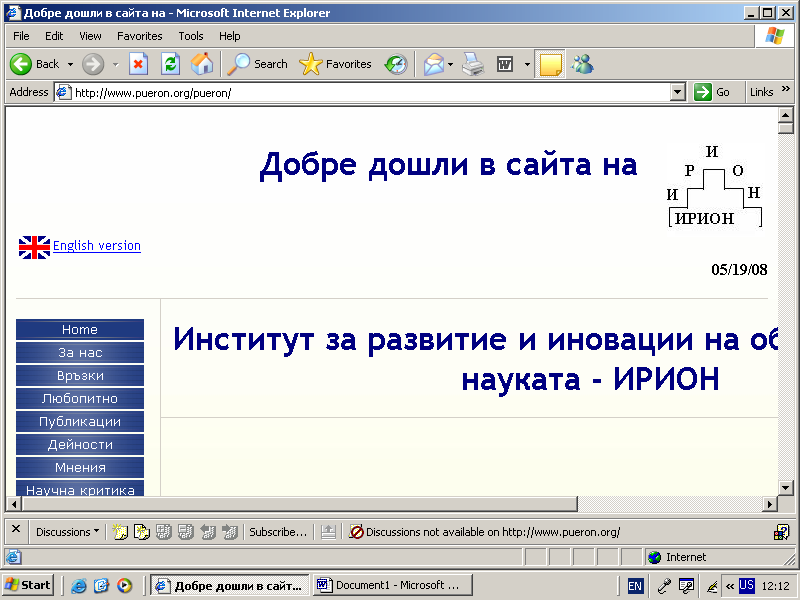 Добре дошли в сайта на - Microsoft Internet Explorer
File Edit View Favorites Tools Help
Back Search Favorites
Address http://www.pueron.org/pueron/ Go Links »
Добре дошли в сайта на
И
Р О
И Н
ИРИОН
English version
05/19/08
Home
За нас
Връзки
Любопитно
Публикации
Дейности
Мнения
Научна критика
Институт за развитие и иновации на об
науката - ИРИОН
Discussions Subscribe... Discussions not available on http://www.pueron.org/
Internet
Start Добре дошли в сайт... Document1 - Microsoft ... EN « US 12:12